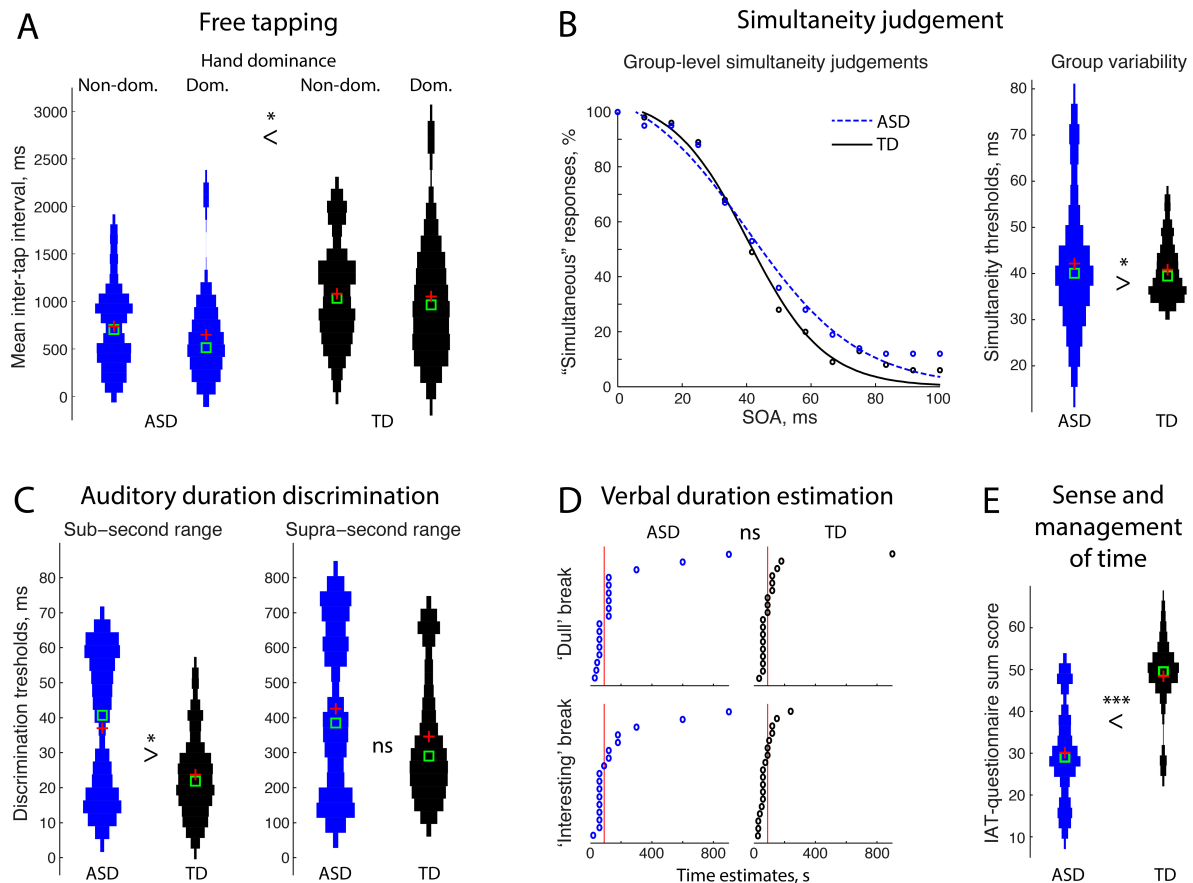 A
Free tapping
Hand dominance
Non-dom. Dom. Non-dom. Dom.
*
<
Mean inter-tap interval, ms
3000
2500
2000
1500
1000
500
0
ASD TD
B
Simultaneity judgement
Group-level simultaneity judgements
"Simultaneous" responses, %
100
80
60
40
20
0
ASD
TD
0 20 40 60 80 100
SOA, ms
Group variability
Simultaneity thresholds, ms
80
70
60
50
40
30
20
*
>
ASD TD
C
Auditory duration discrimination
Sub-second range
Discrimination tresholds, ms
80
70
60
50
40
30
20
10
0
*
>
ASD TD
Supra-second range
800
700
600
500
400
300
200
100
0
ns
ASD TD
D
Verbal duration estimation
ASD ns TD
'Dull' break
'Interesting' break
0 400 800 0 400 800
Time estimates, s
E
Sense and
management
of time
IAT-questionnaire sum score
60
50
40
30
20
10
***
<
ASD TD